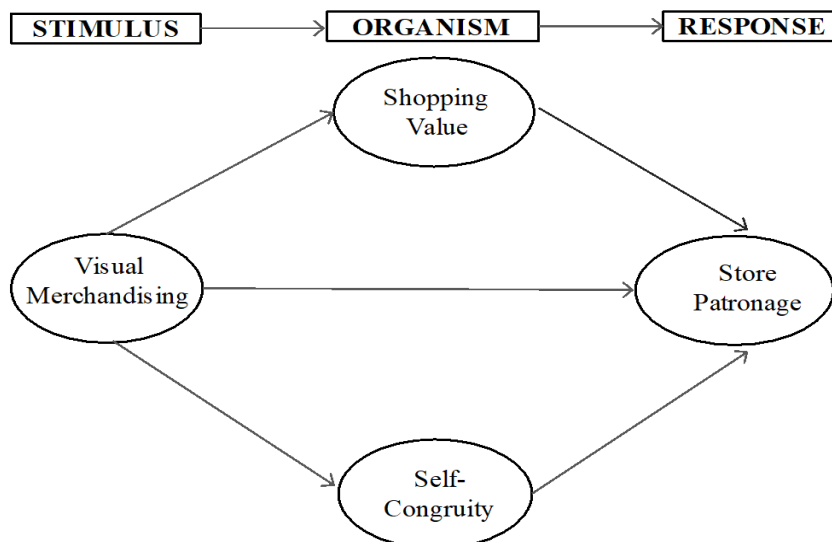 STIMULUS
ORGANISM
RESPONSE
Shopping
Value
Visual
Merchandising
Store
Patronage
Self-
Congruity